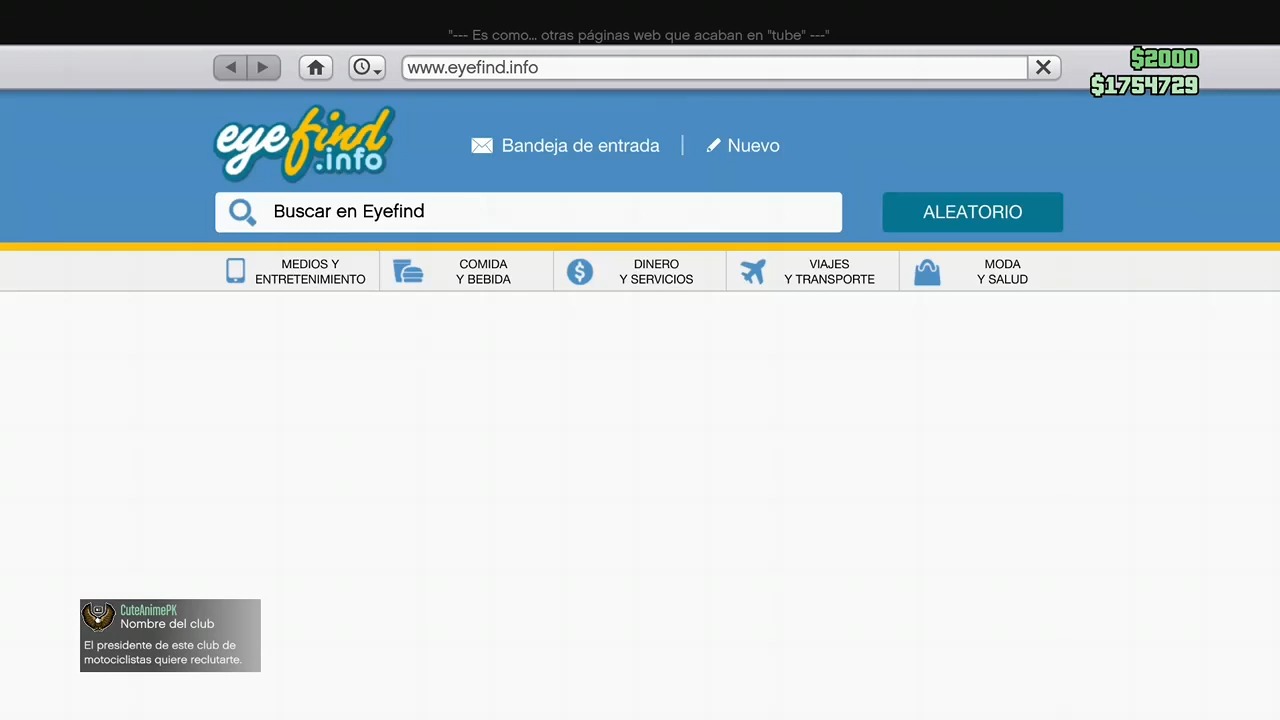 "--- Es como... otras páginas web que acaban en "tube" ---"
www.eyefind.info
$2000
$1754729
eyefind
.info
Bandeja de entrada
Nuevo
Buscar en Eyefind
ALEATORIO
MEDIOS Y
ENTRETENIMIENTO
COMIDA
Y BEBIDA
DINERO
Y SERVICIOS
VIAJES
Y TRANSPORTE
MODA
Y SALUD
CuteAnimePK
Nombre del club
El presidente de este club de
motociclistas quiere reclutarte.